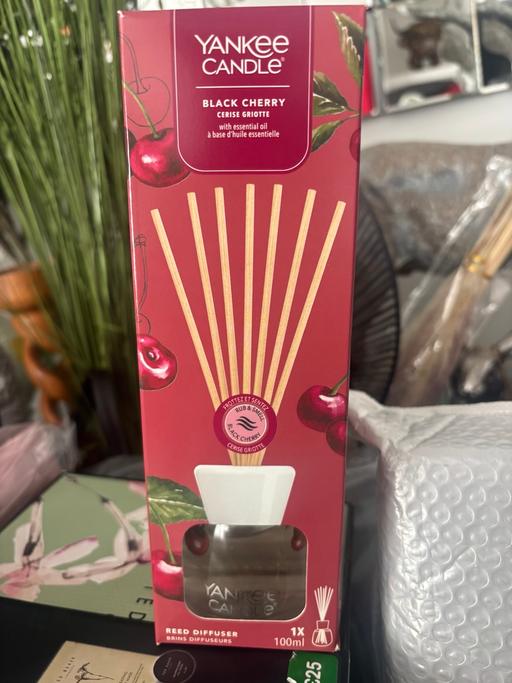 YANKEE
CANDLE®
BLACK CHERRY
CERISE GRIOTTE
with essential oil
à base d'huile essentielle
FROTTEZ ET SENTEZ
RUB & SMELL
BLACK CHERRY
CERISE GRIOTTE
YANKEE
CANDLE®
REED DIFFUSER
BRINS DIFFUSEURS
1X
100ml